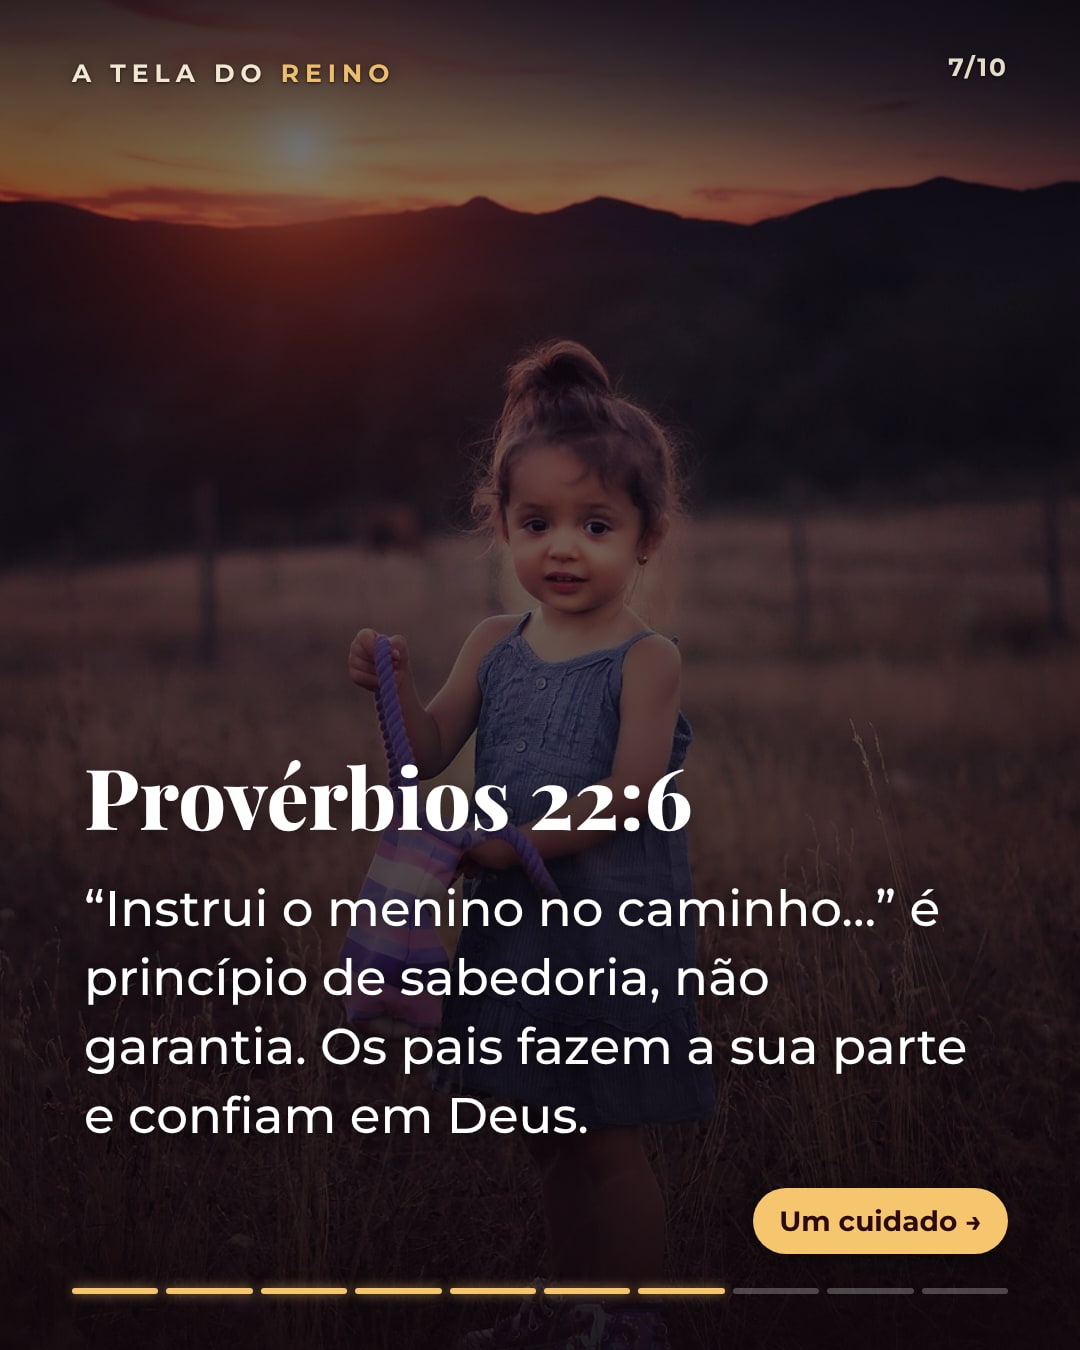 A TELA DO REINO
7/10
Provérbios 22:6
“Instrui o menino no caminho...” é
princípio de sabedoria, não
garantia. Os pais fazem a sua parte
e confiam em Deus.
Um cuidado →